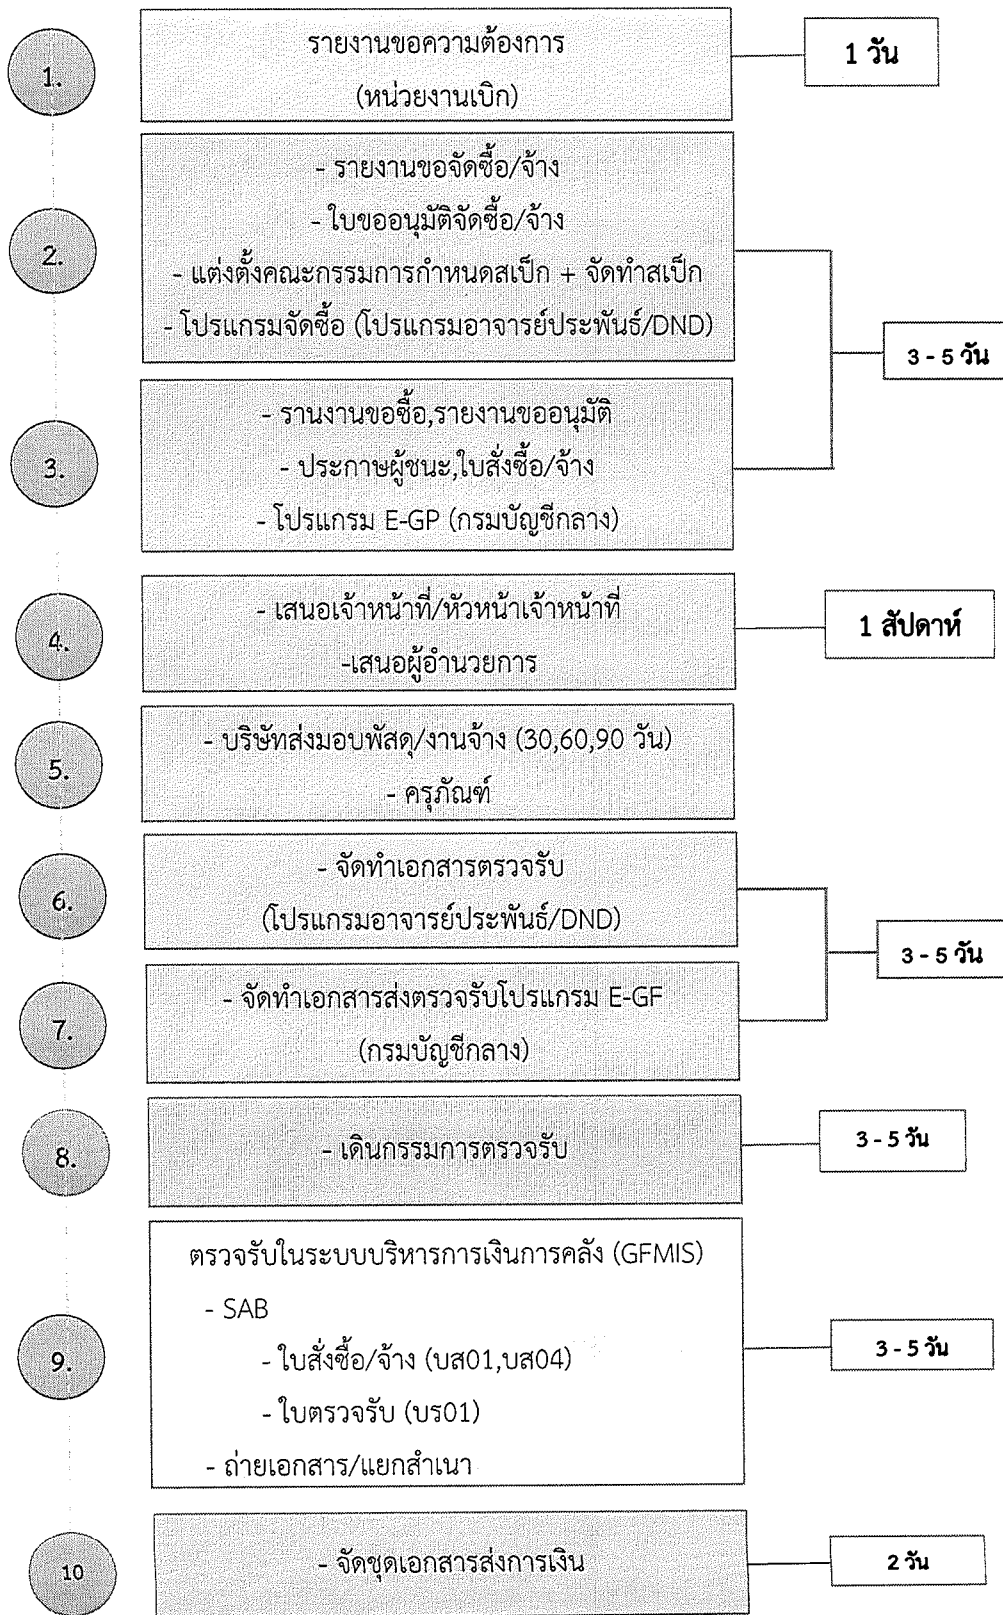 1.
รายงานขอความต้องการ
(หน่วยงานเบิก)
1 วัน
2.
- รายงานขอจัดซื้อ/จ้าง
- ใบขออนุมัติจัดซื้อ/จ้าง
- แต่งตั้งคณะกรรมการกำหนดสเป็ก + จัดทำสเป็ก
- โปรแกรมจัดซื้อ (โปรแกรมอาจารย์ประพันธ์/DND)
3 - 5 วัน
3.
- รานงานขอซื้อ,รายงานขออนุมัติ
- ประกาษผู้ชนะ,ใบสั่งซื้อ/จ้าง
- โปรแกรม E-GP (กรมบัญชีกลาง)
4.
- เสนอเจ้าหน้าที่/หัวหน้าเจ้าหน้าที่
-เสนอผู้อำนวยการ
1 สัปดาห์
5.
- บริษัทส่งมอบพัสดุ/งานจ้าง (30,60,90 วัน)
- ครุภัณฑ์
6.
- จัดทำเอกสารตรวจรับ
(โปรแกรมอาจารย์ประพันธ์/DND)
3 - 5 วัน
7.
- จัดทำเอกสารส่งตรวจรับโปรแกรม E-GF
(กรมบัญชีกลาง)
8.
- เดินกรรมการตรวจรับ
3 - 5 วัน
9.
ตรวจรับในระบบบริหารการเงินการคลัง (GFMIS)
- SAB
- ใบสั่งซื้อ/จ้าง (บส01,บส04)
- ใบตรวจรับ (บร01)
- ถ่ายเอกสาร/แยกสำเนา
3 - 5 วัน
10
- จัดชุดเอกสารส่งการเงิน
2 วัน